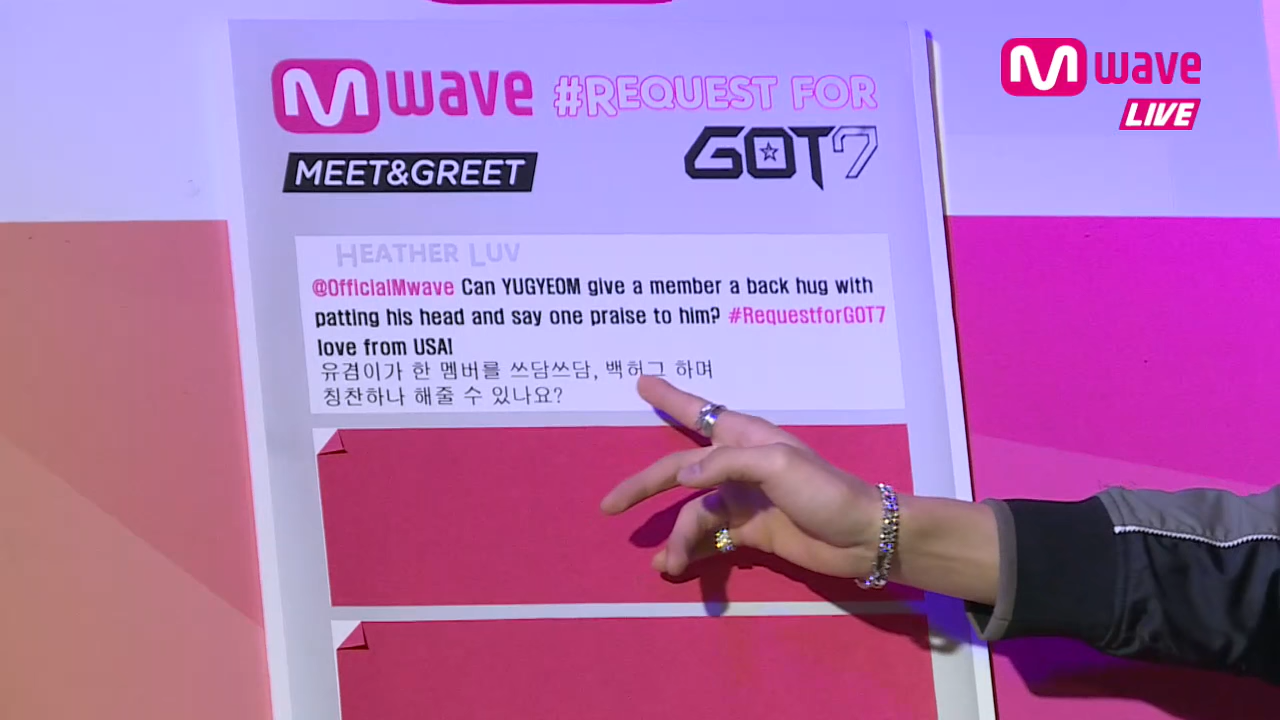 Mwave #REQUEST FOR
MEET&GREET GOT7
HEATHER LUV
@OfficialMwave Can YUGYEOM give a member a back hug with
patting his head and say one praise to him? #RequestforGOT7
love from USA!
유겸이가 한 멤버를 쓰담쓰담, 백허그 하며
칭찬하나 해줄 수 있나요?
Mwave
LIVE